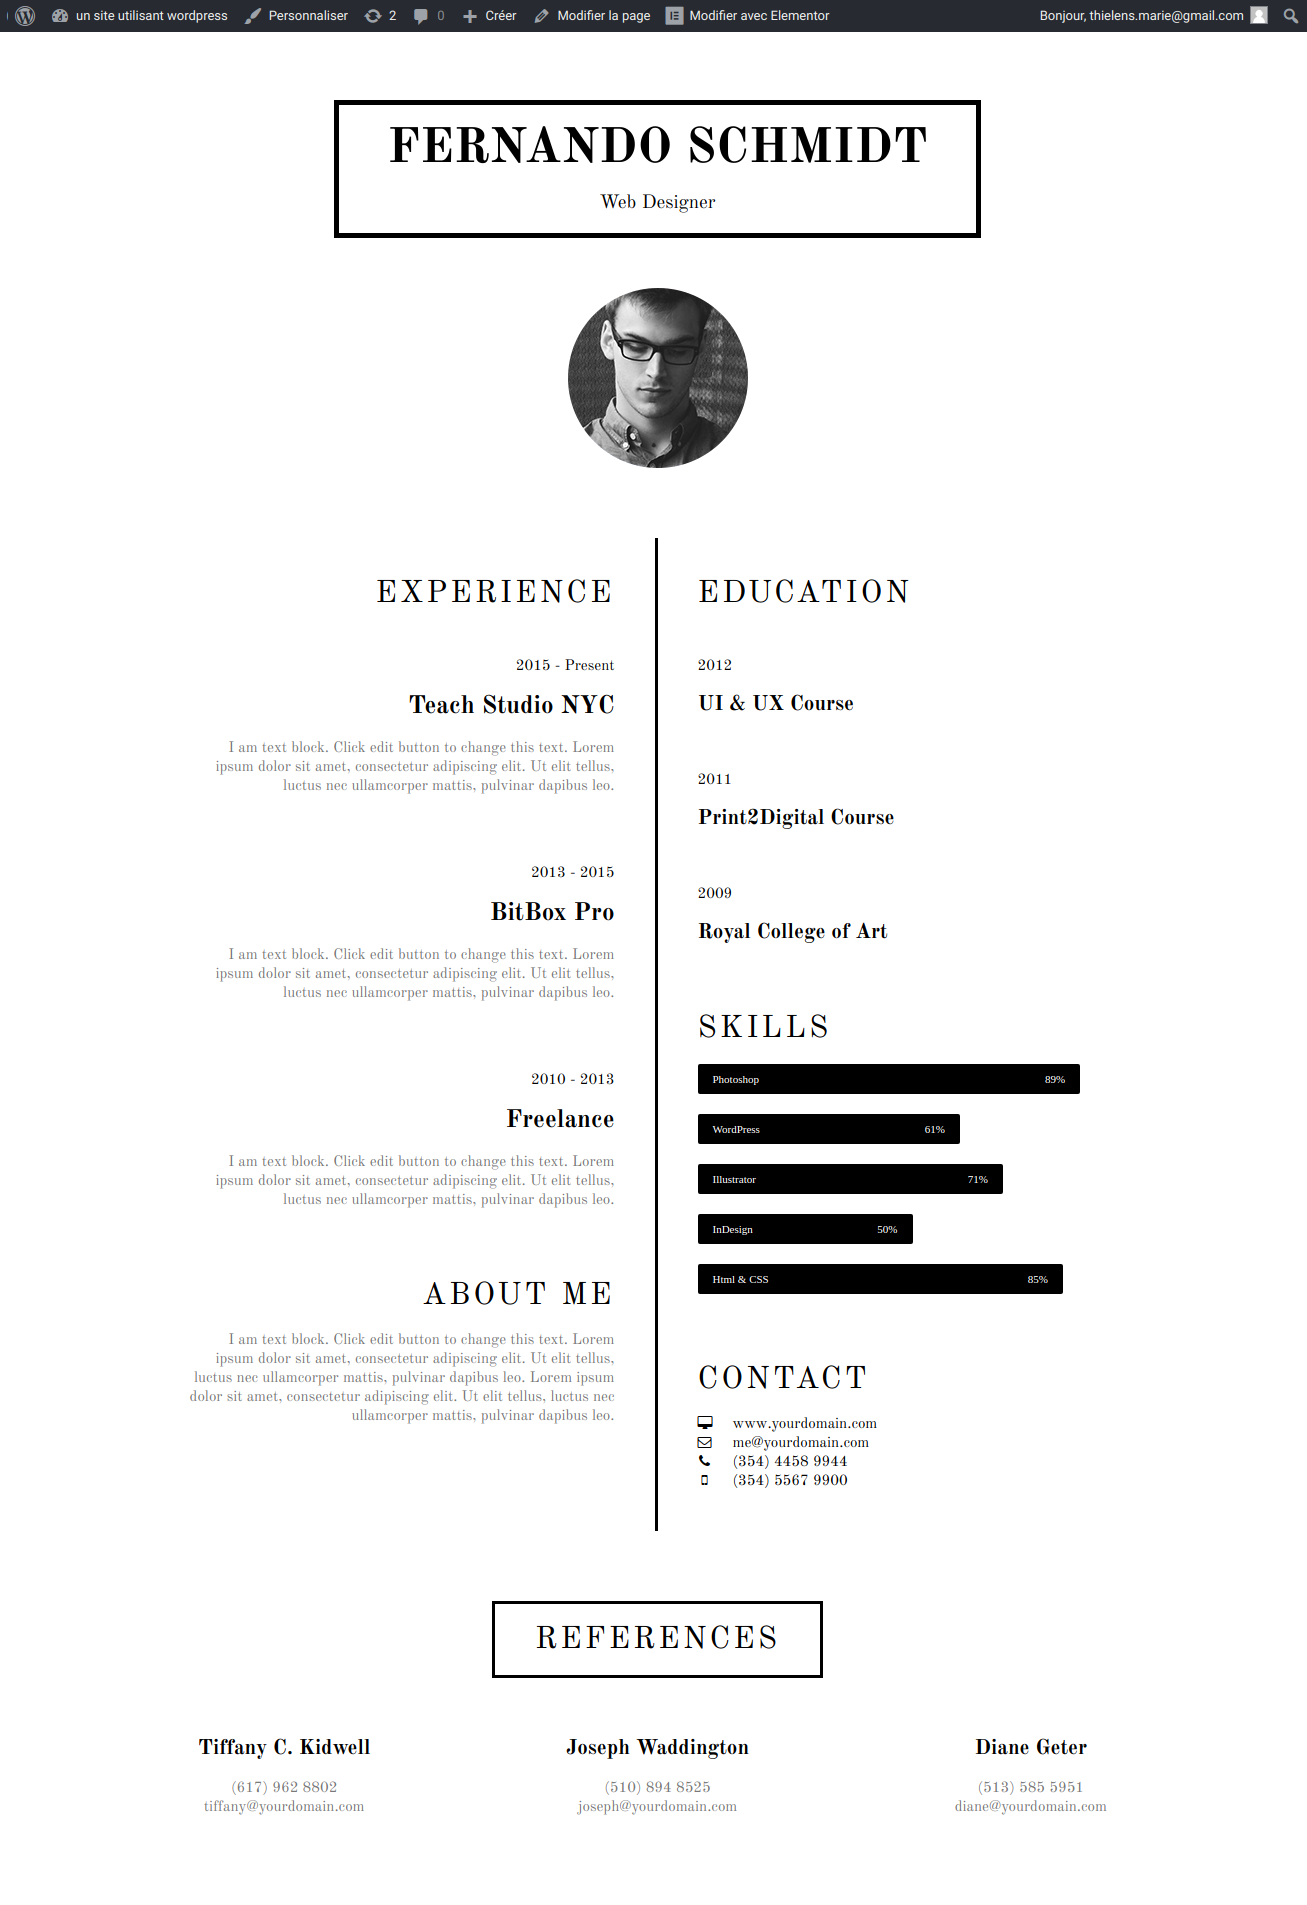 un site utilisant wordpress Personnaliser 2 0 Créer Modifier la page Modifier avec Elementor Bonjour, thielens.marie@gmail.com
FERNANDO SCHMIDT
Web Designer
EXPERIENCE
2015 - Present
Teach Studio NYC
I am text block. Click edit button to change this text. Lorem
ipsum dolor sit amet, consectetur adipiscing elit. Ut elit tellus,
luctus nec ullamcorper mattis, pulvinar dapibus leo.
2013 - 2015
BitBox Pro
I am text block. Click edit button to change this text. Lorem
ipsum dolor sit amet, consectetur adipiscing elit. Ut elit tellus,
luctus nec ullamcorper mattis, pulvinar dapibus leo.
2010 - 2013
Freelance
I am text block. Click edit button to change this text. Lorem
ipsum dolor sit amet, consectetur adipiscing elit. Ut elit tellus,
luctus nec ullamcorper mattis, pulvinar dapibus leo.
ABOUT ME
I am text block. Click edit button to change this text. Lorem
ipsum dolor sit amet, consectetur adipiscing elit. Ut elit tellus,
luctus nec ullamcorper mattis, pulvinar dapibus leo. Lorem ipsum
dolor sit amet, consectetur adipiscing elit. Ut elit tellus, luctus nec
ullamcorper mattis, pulvinar dapibus leo.
EDUCATION
2012
UI & UX Course
2011
Print2Digital Course
2009
Royal College of Art
SKILLS
Photoshop 89%
WordPress 61%
Illustrator 71%
InDesign 50%
Html & CSS 85%
CONTACT
www.yourdomain.com
me@yourdomain.com
(354) 4458 9944
(354) 5567 9900
REFERENCES
Tiffany C. Kidwell
(617) 962 8802
tiffany@yourdomain.com
Joseph Waddington
(510) 894 8525
joseph@yourdomain.com
Diane Geter
(513) 585 5951
diane@yourdomain.com